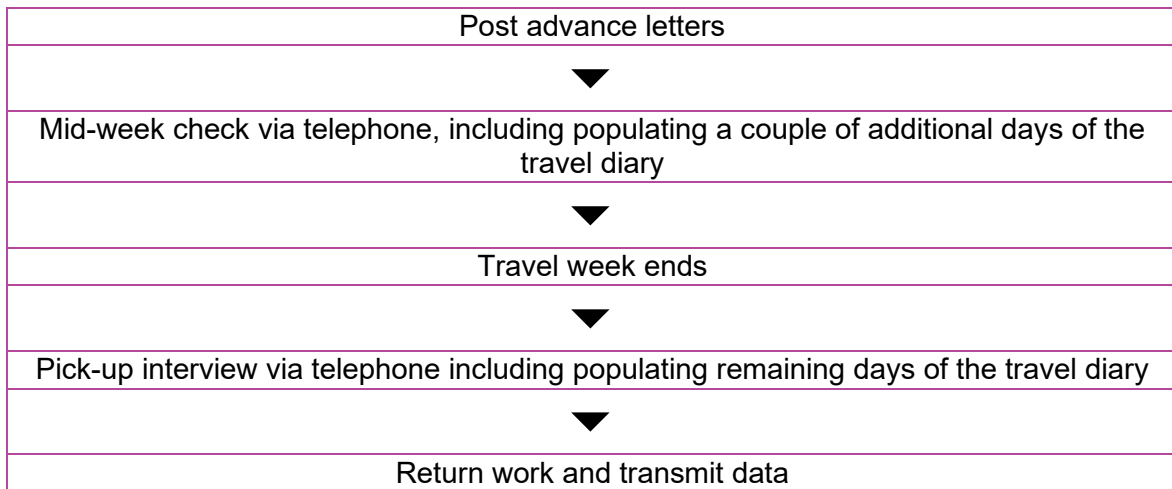 Post advance letters
Mid-week check via telephone, including populating a couple of additional days of the
travel diary
Travel week ends
Pick-up interview via telephone including populating remaining days of the travel diary
Return work and transmit data